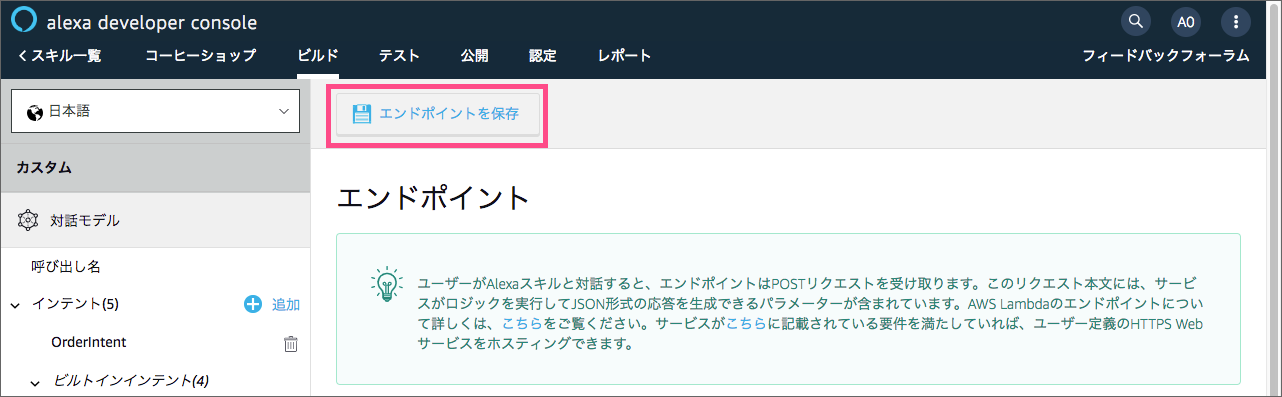 alexa developer console
AO
スキル一覧 コーヒーショップ ビルド テスト 公開 認定 レポート フィードバックフォーラム
日本語
エンドポイントを保存
カスタム
エンドポイント
対話モデル
呼び出し名
インテント(5) 追加
OrderIntent
ビルトインインテント(4)
ユーザーがAlexaスキルと対話すると、エンドポイントはPOSTリクエストを受け取ります。このリクエスト本文には、サービ
スがロジックを実行してJSON形式の応答を生成できるパラメーターが含まれています。AWS Lambdaのエンドポイントについ
て詳しくは、こちらをご覧ください。サービスがこちらに記載されている要件を満たしていれば、ユーザー定義のHTTPS Web
サービスをホスティングできます。